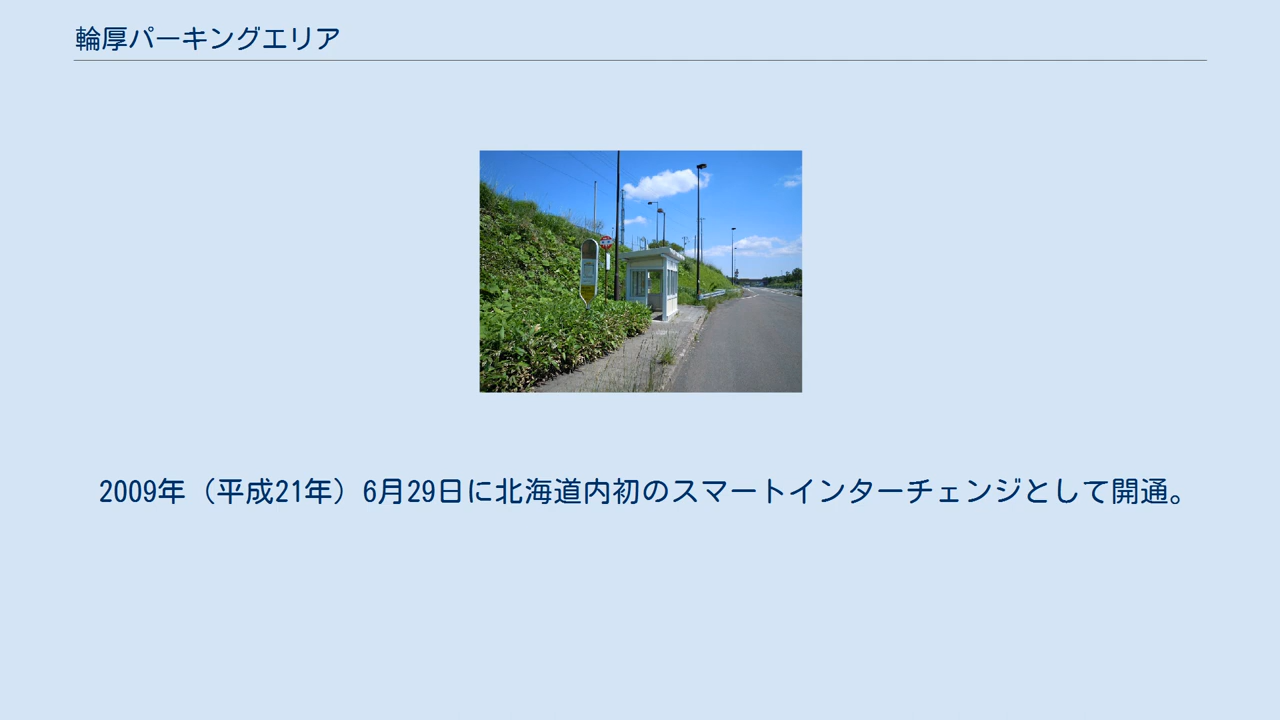 輪厚パーキングエリア
2009年（平成21年）6月29日に北海道内初のスマートインターチェンジとして開通。